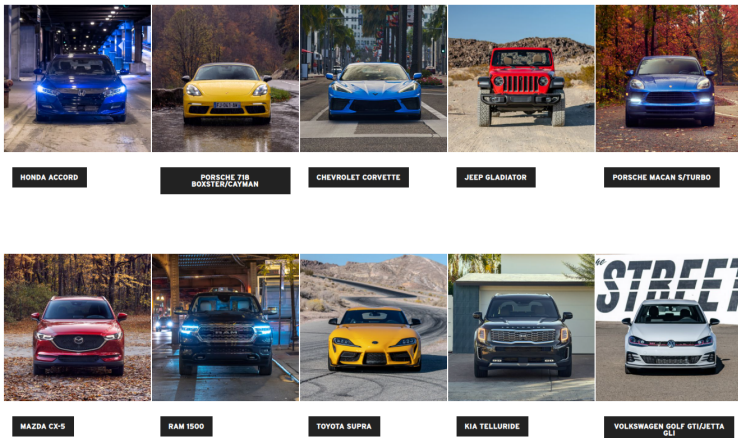 HONDA ACCORD
PORSCHE 718
BOXSTER/CAYMAN
CHEVROLET CORVETTE
JEEP GLADIATOR
PORSCHE MACAN S/TURBO
STREET
MAZDA CX-5
RAM 1500
TOYOTA SUPRA
KIA TELLURIDE
VOLKSWAGEN GOLF GTI/JETTA
GLI